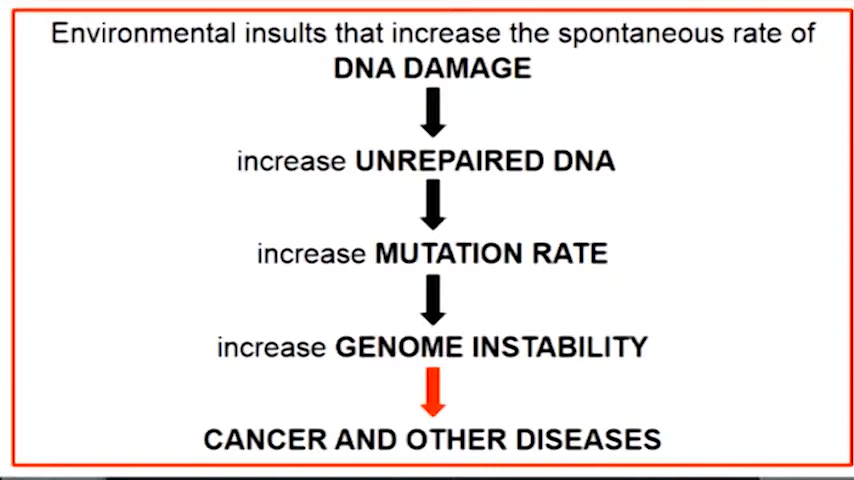 Environmental insults that increase the spontaneous rate of
DNA DAMAGE
increase UNREPAIRED DNA
increase MUTATION RATE
increase GENOME INSTABILITY
CANCER AND OTHER DISEASES